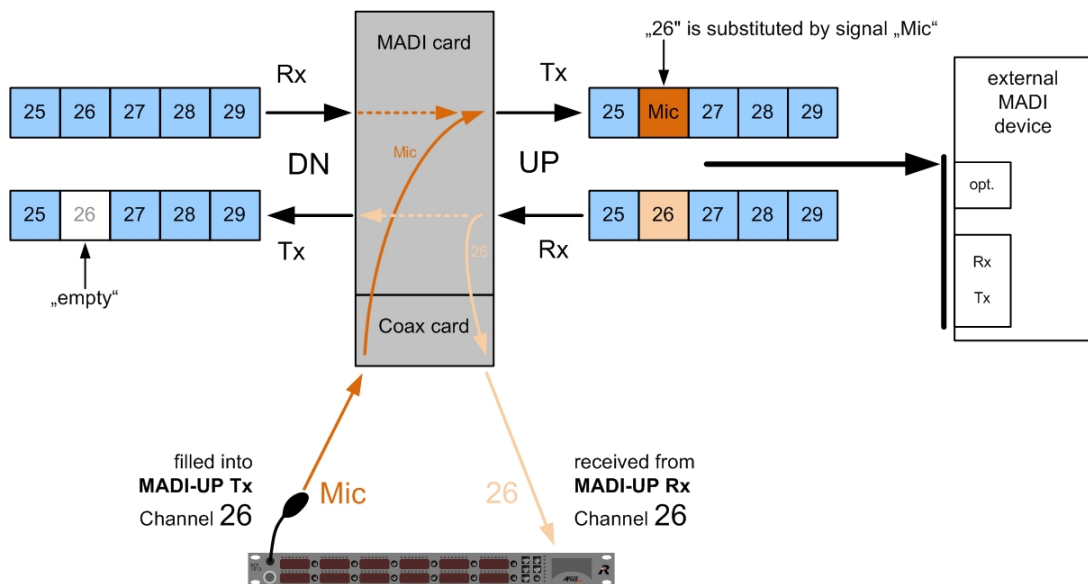 „26" is substituted by signal „Mic“
MADI card
Rx
Tx
external
MADI
device
25 26 27 28 29
25 Mic 27 28 29
Mic
DN
UP
opt.
25 26 27 28 29
25 26 27 28 29
Tx
Rx
26
„empty“
Rx
Tx
Coax card
filled into
MADI-UP Tx
Channel 26
Mic
26
received from
MADI-UP Rx
Channel 26